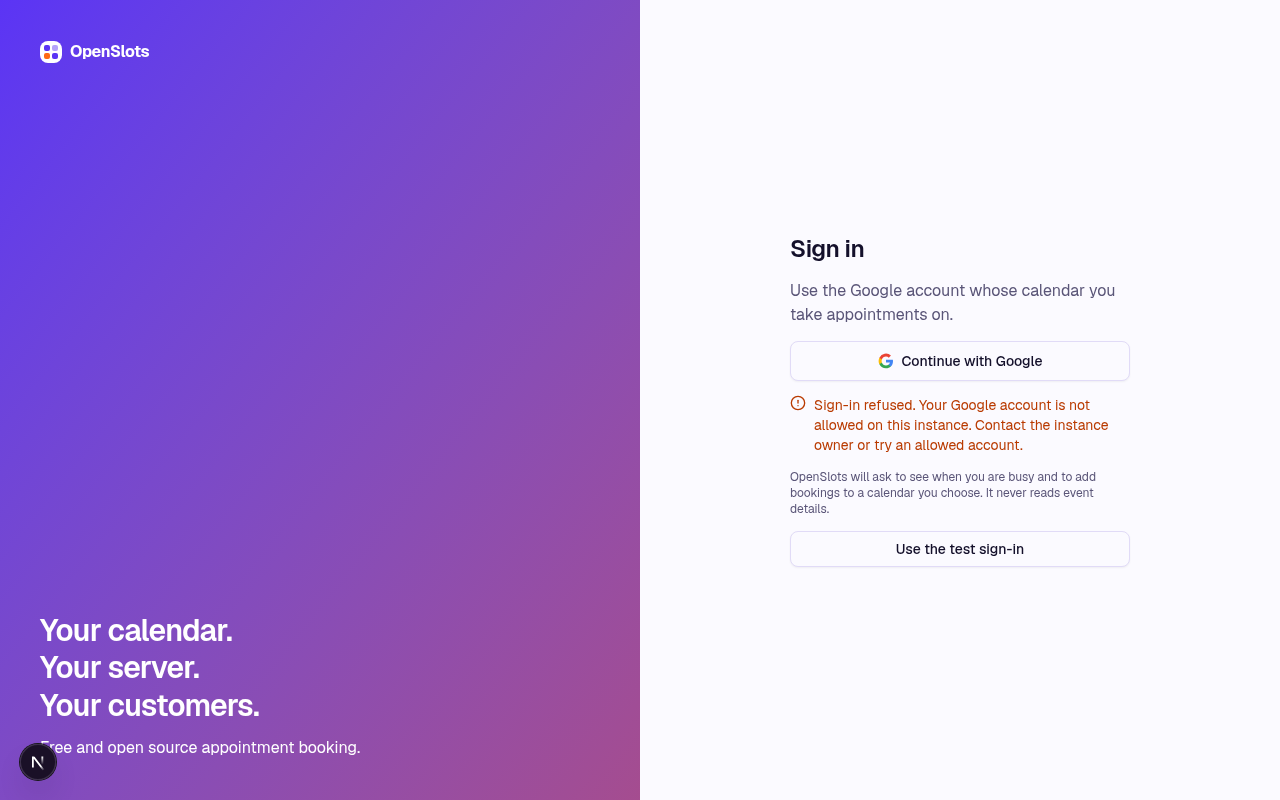 OpenSlots
Your calendar.
Your server.
Your customers.
Free and open source appointment booking.
Sign in
Use the Google account whose calendar you
take appointments on.
Continue with Google
Sign-in refused. Your Google account is not
allowed on this instance. Contact the instance
owner or try an allowed account.
OpenSlots will ask to see when you are busy and to add
bookings to a calendar you choose. It never reads event
details.
Use the test sign-in